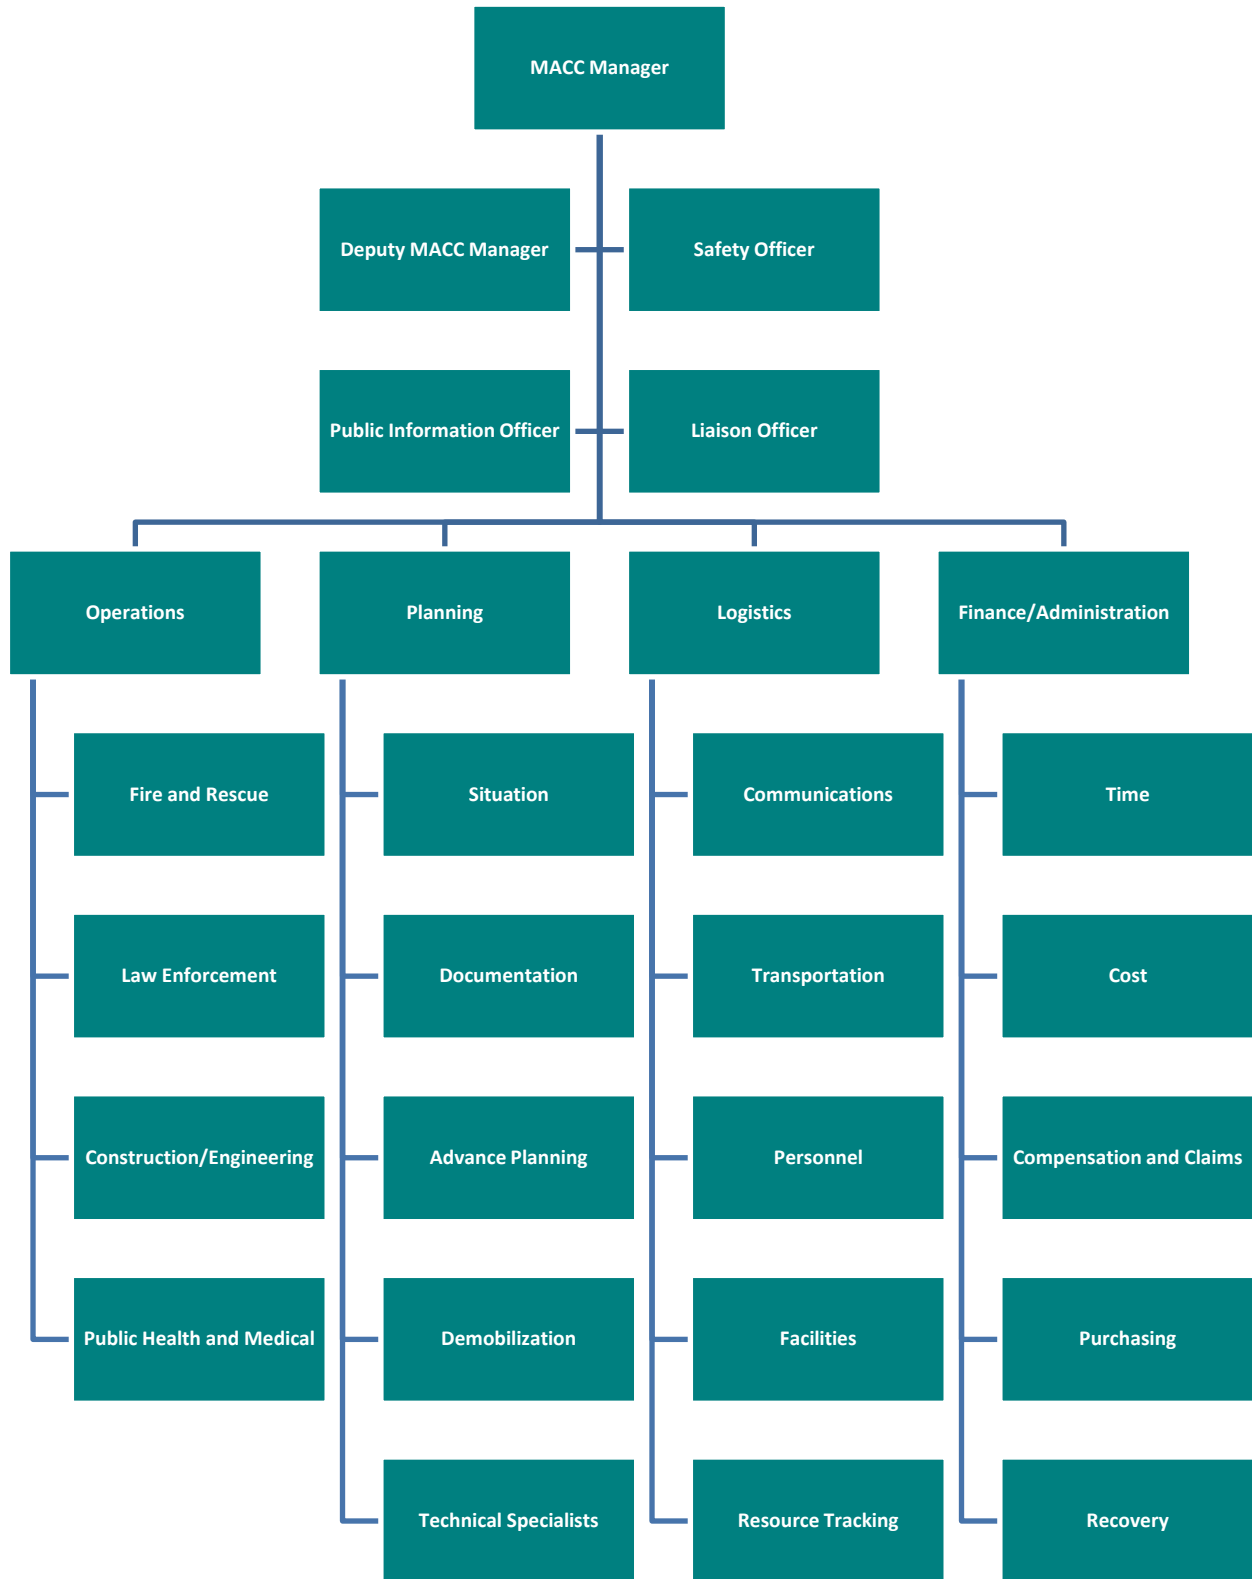 MACC Manager
Deputy MACC Manager
Safety Officer
Public Information Officer
Liaison Officer
Operations
Planning
Logistics
Finance/Administration
Fire and Rescue
Situation
Communications
Time
Law Enforcement
Documentation
Transportation
Cost
Construction/Engineering
Advance Planning
Personnel
Compensation and Claims
Public Health and Medical
Demobilization
Facilities
Purchasing
Technical Specialists
Resource Tracking
Recovery